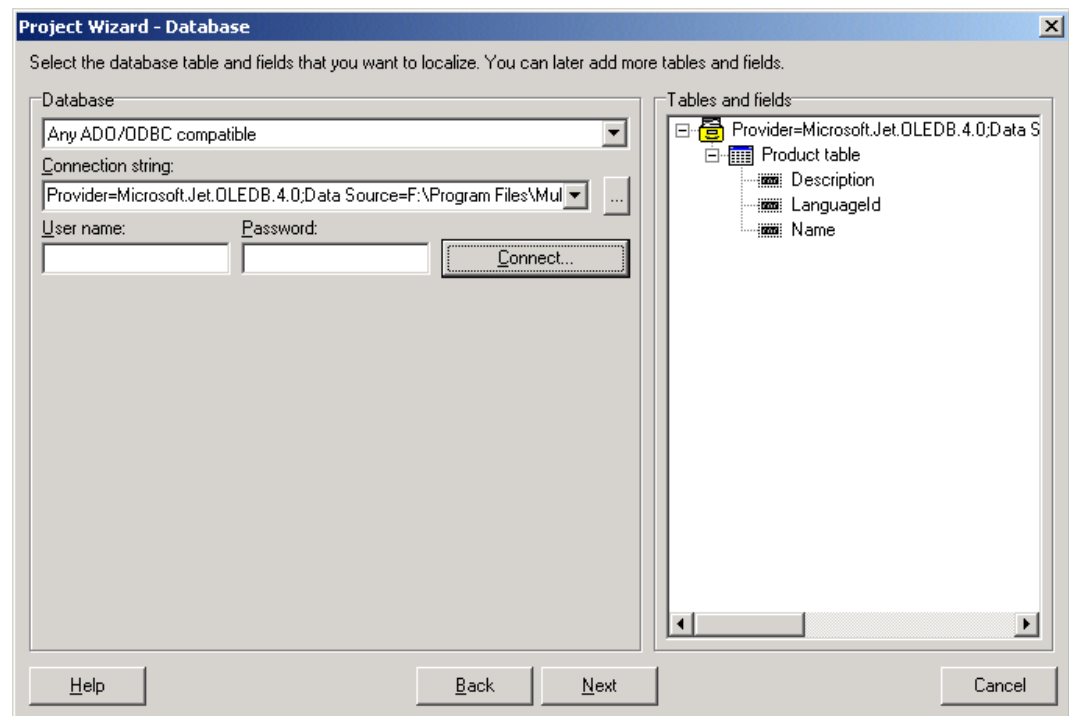 Project Wizard - Database
Select the database table and fields that you want to localize. You can later add more tables and fields.
Database
Any ADO/ODBC compatible
Connection string:
Provider=Microsoft.Jet.OLEDB.4.0;Data Source=F:\Program Files\Mul
...
User name:
Password:
Connect...
Tables and fields
Provider=Microsoft.Jet.OLEDB.4.0;Data S
Product table
Description
LanguageId
Name
Help
Back
Next
Cancel